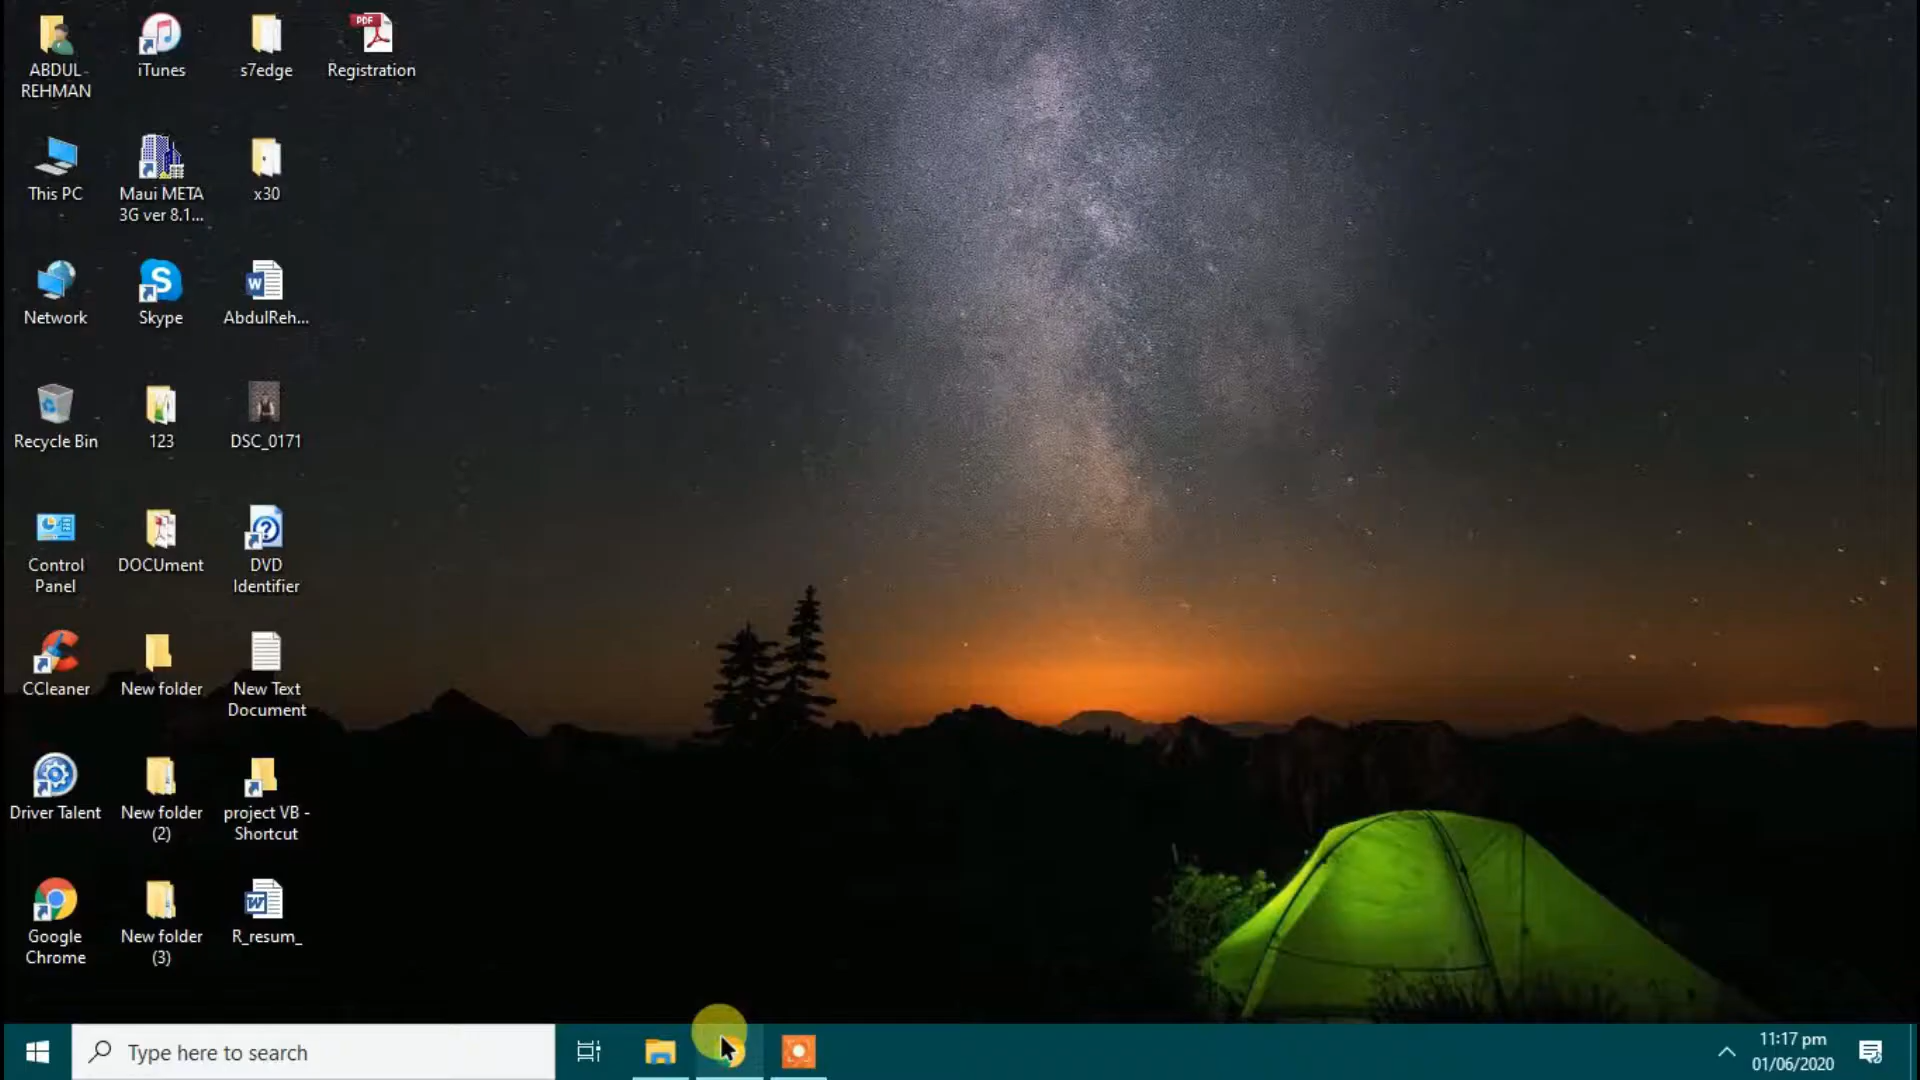 ABDUL
REHMAN
iTunes
s7edge
PDF
Registration
This PC
Maui META
3G ver 8.1...
x30
Network
Skype
AbdulReh...
Recycle Bin
123
DSC_0171
Control
Panel
DOCUment
DVD
Identifier
CCleaner
New folder
New Text
Document
Driver Talent
New folder
(2)
project VB -
Shortcut
Google
Chrome
New folder
(3)
R_resum_
Type here to search
11:17 pm
01/06/2020